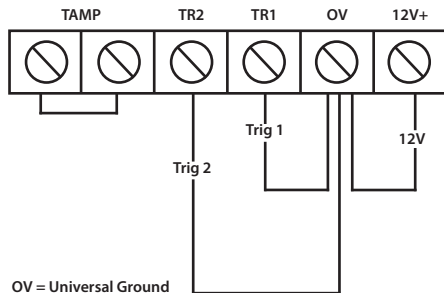 TAMP TR2 TR1 OV 12V+
Trig 1
12V
Trig 2
OV = Universal Ground